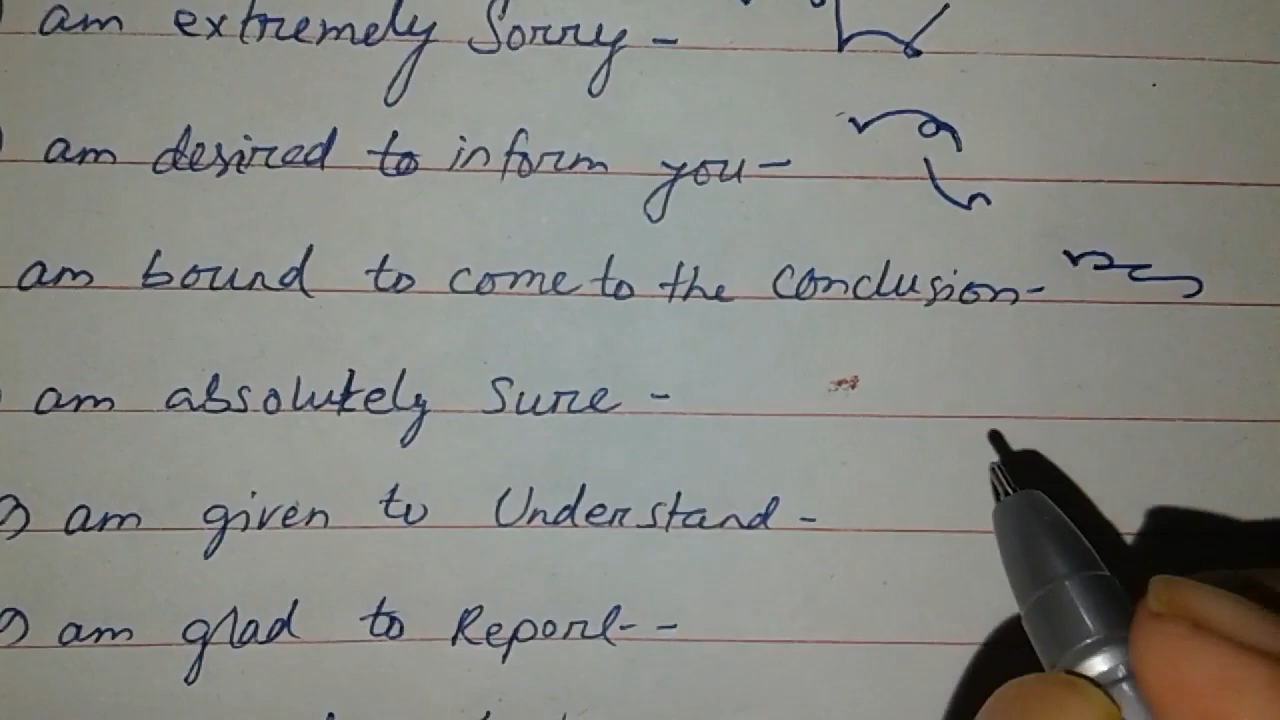 am extremely Sorry -
am desired to inform you -
am bound to come to the Conclusion -
am absolutely Sure -
am given to Understand -
am glad to Report - -